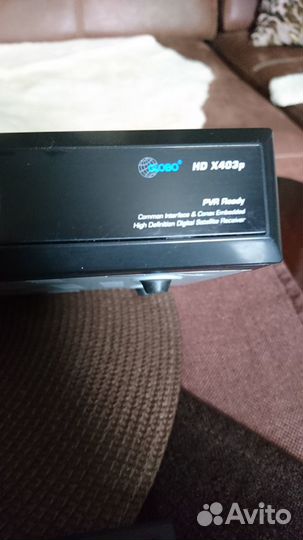 GLOBO® HD X403p
PVR Ready
Common Interface & Conax Embedded
High Definition Digital Satellite Receiver
Avito